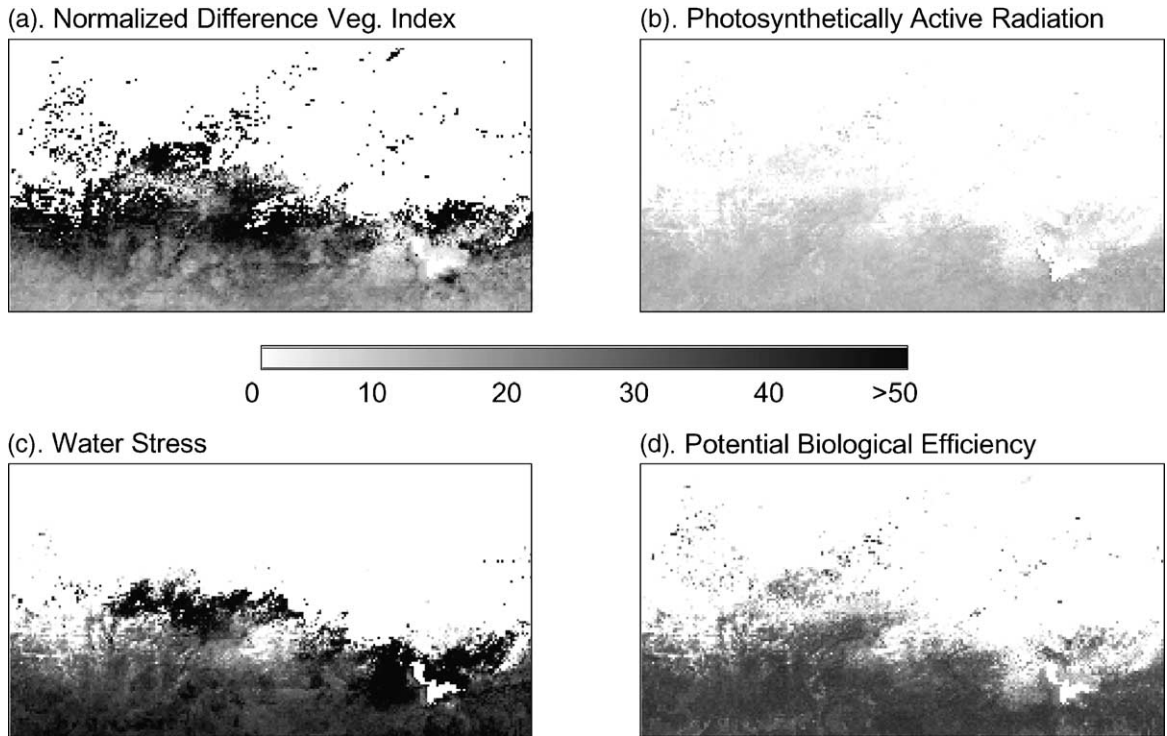 (a). Normalized Difference Veg. Index
(b). Photosynthetically Active Radiation
0 10 20 30 40 >50
(c). Water Stress
(d). Potential Biological Efficiency